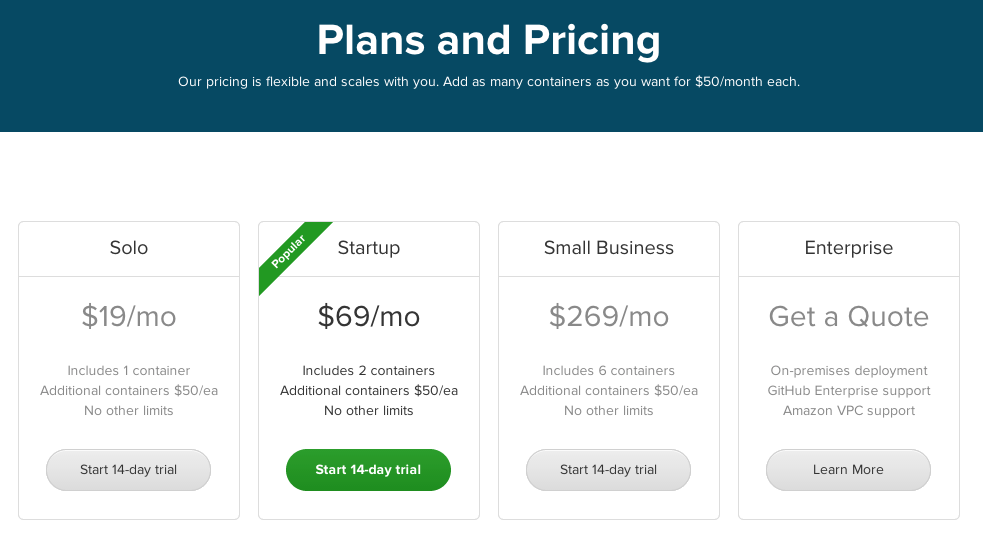 Plans and Pricing
Our pricing is flexible and scales with you. Add as many containers as you want for $50/month each.
Solo
$19/mo
Includes 1 container
Additional containers $50/ea
No other limits
Start 14-day trial
Popular
Startup
$69/mo
Includes 2 containers
Additional containers $50/ea
No other limits
Start 14-day trial
Small Business
$269/mo
Includes 6 containers
Additional containers $50/ea
No other limits
Start 14-day trial
Enterprise
Get a Quote
On-premises deployment
GitHub Enterprise support
Amazon VPC support
Learn More